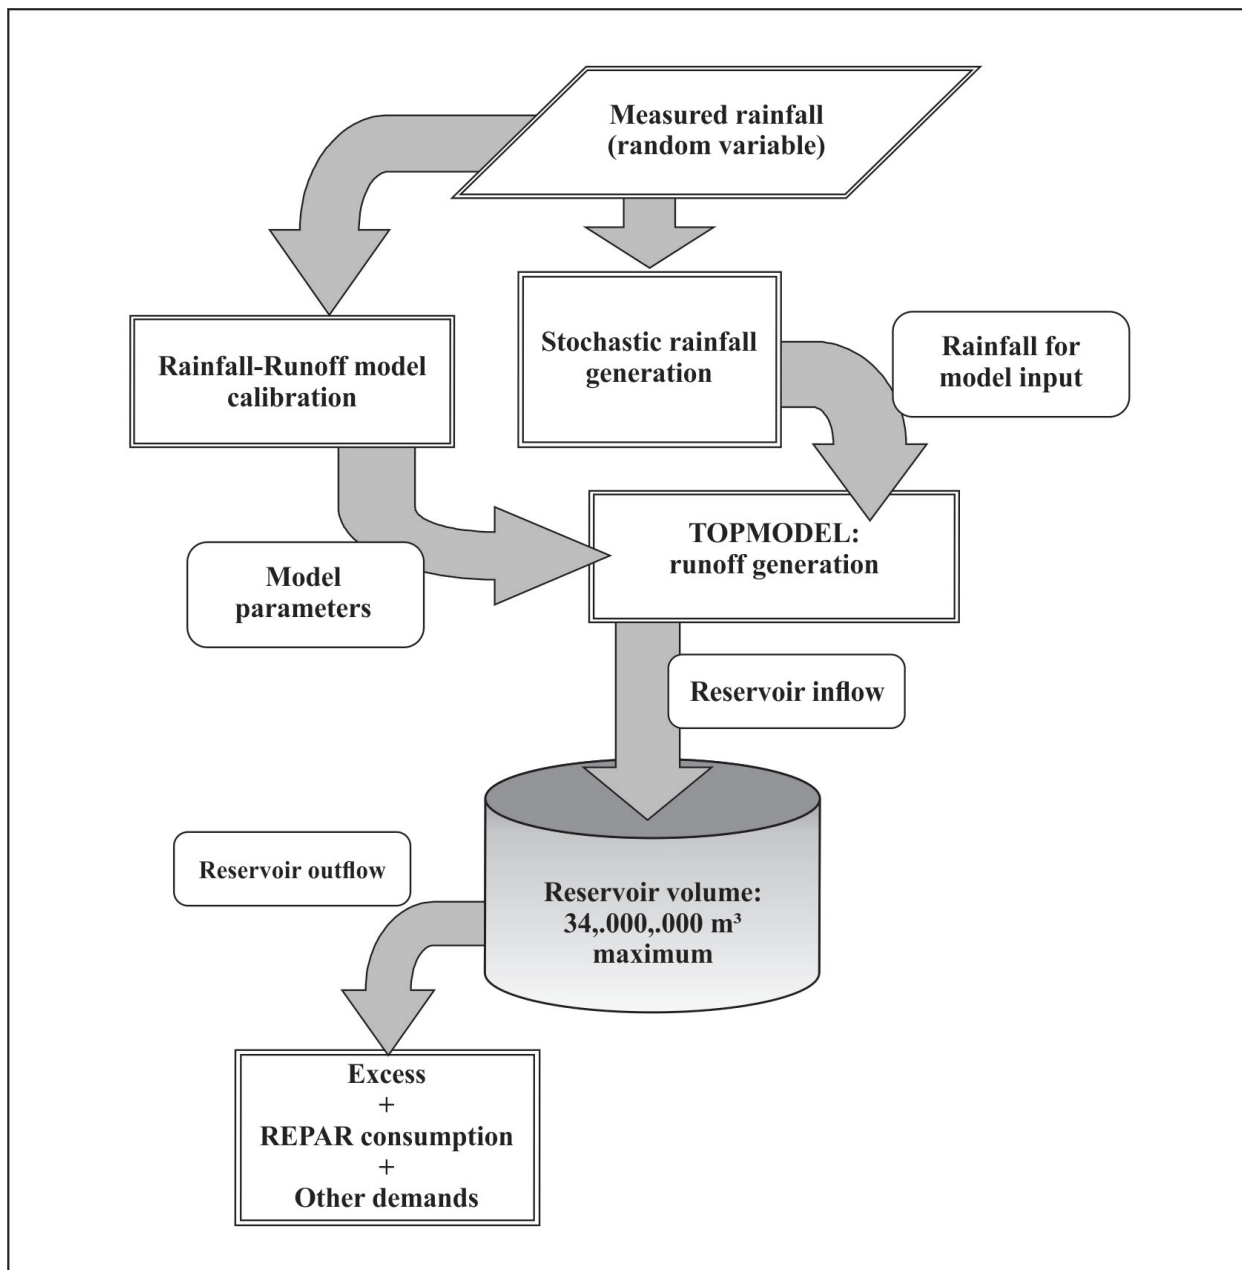 Measured rainfall
(random variable)
Rainfall-Runoff model
calibration
Stochastic rainfall
generation
Rainfall for
model input
TOPMODEL:
runoff generation
Model
parameters
Reservoir inflow
Reservoir outflow
Reservoir volume:
34,.000,.000 m³
maximum
Excess
+
REPAR consumption
+
Other demands